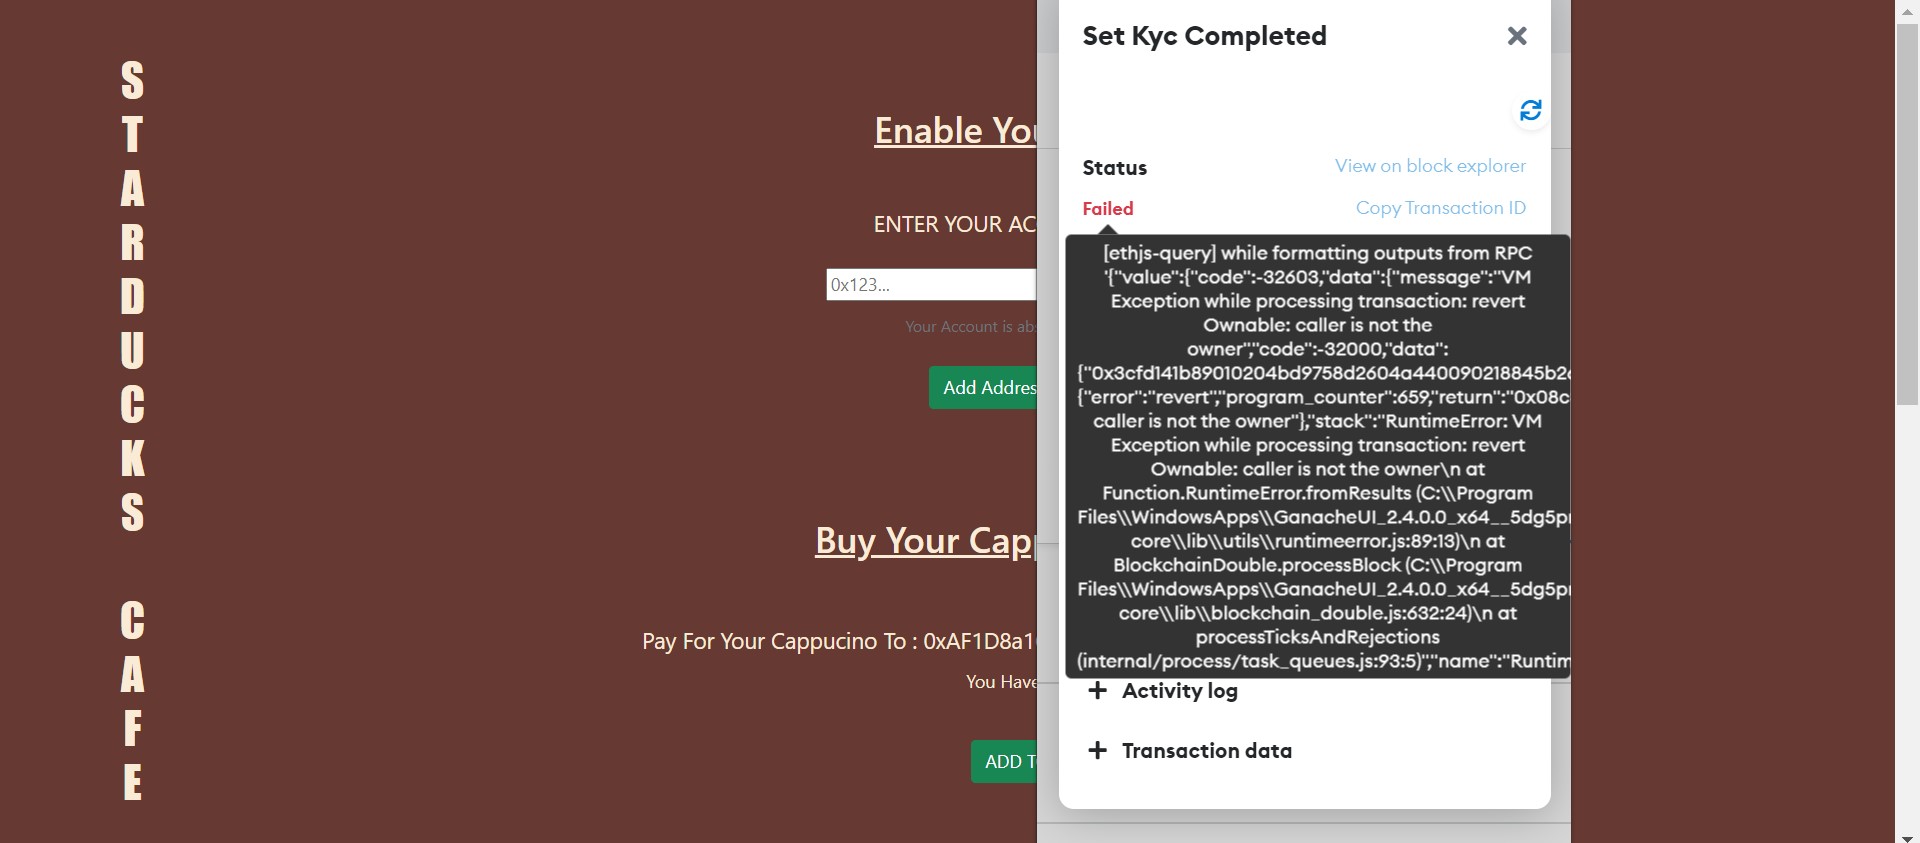 STARDUCKS CAFE
Enable You
ENTER YOUR AC
0x123...
Your Account is abs
Add Addres
Buy Your Capp
Pay For Your Cappucino To : 0xAF1D8a1
You Have
ADD T
Set Kyc Completed
Status
View on block explorer
Failed
Copy Transaction ID
[ethjs-query] while formatting outputs from RPC
'{"value":{"code":-32603,"data":{"message":"VM
Exception while processing transaction: revert
Ownable: caller is not the
owner","code":-32000,"data":
{"0x3cfd141b89010204bd9758d2604a440090218845b2
{"error":"revert","program_counter":659,"return":"0x08c
caller is not the owner"},"stack":"RuntimeError: VM
Exception while processing transaction: revert
Ownable: caller is not the owner\n at
Function.RuntimeError.fromResults (C:\\Program
Files\\WindowsApps\\GanacheUI_2.4.0.0_x64__5dg5p
core\\lib\\utils\\runtimeerror.js:89:13)\n at
BlockchainDouble.processBlock (C:\\Program
Files\\WindowsApps\\GanacheUI_2.4.0.0_x64__5dg5p
core\\lib\\blockchain_double.js:632:24)\n at
processTicksAndRejections
(internal/process/task_queues.js:93:5)","name":"Runtim
Activity log
Transaction data